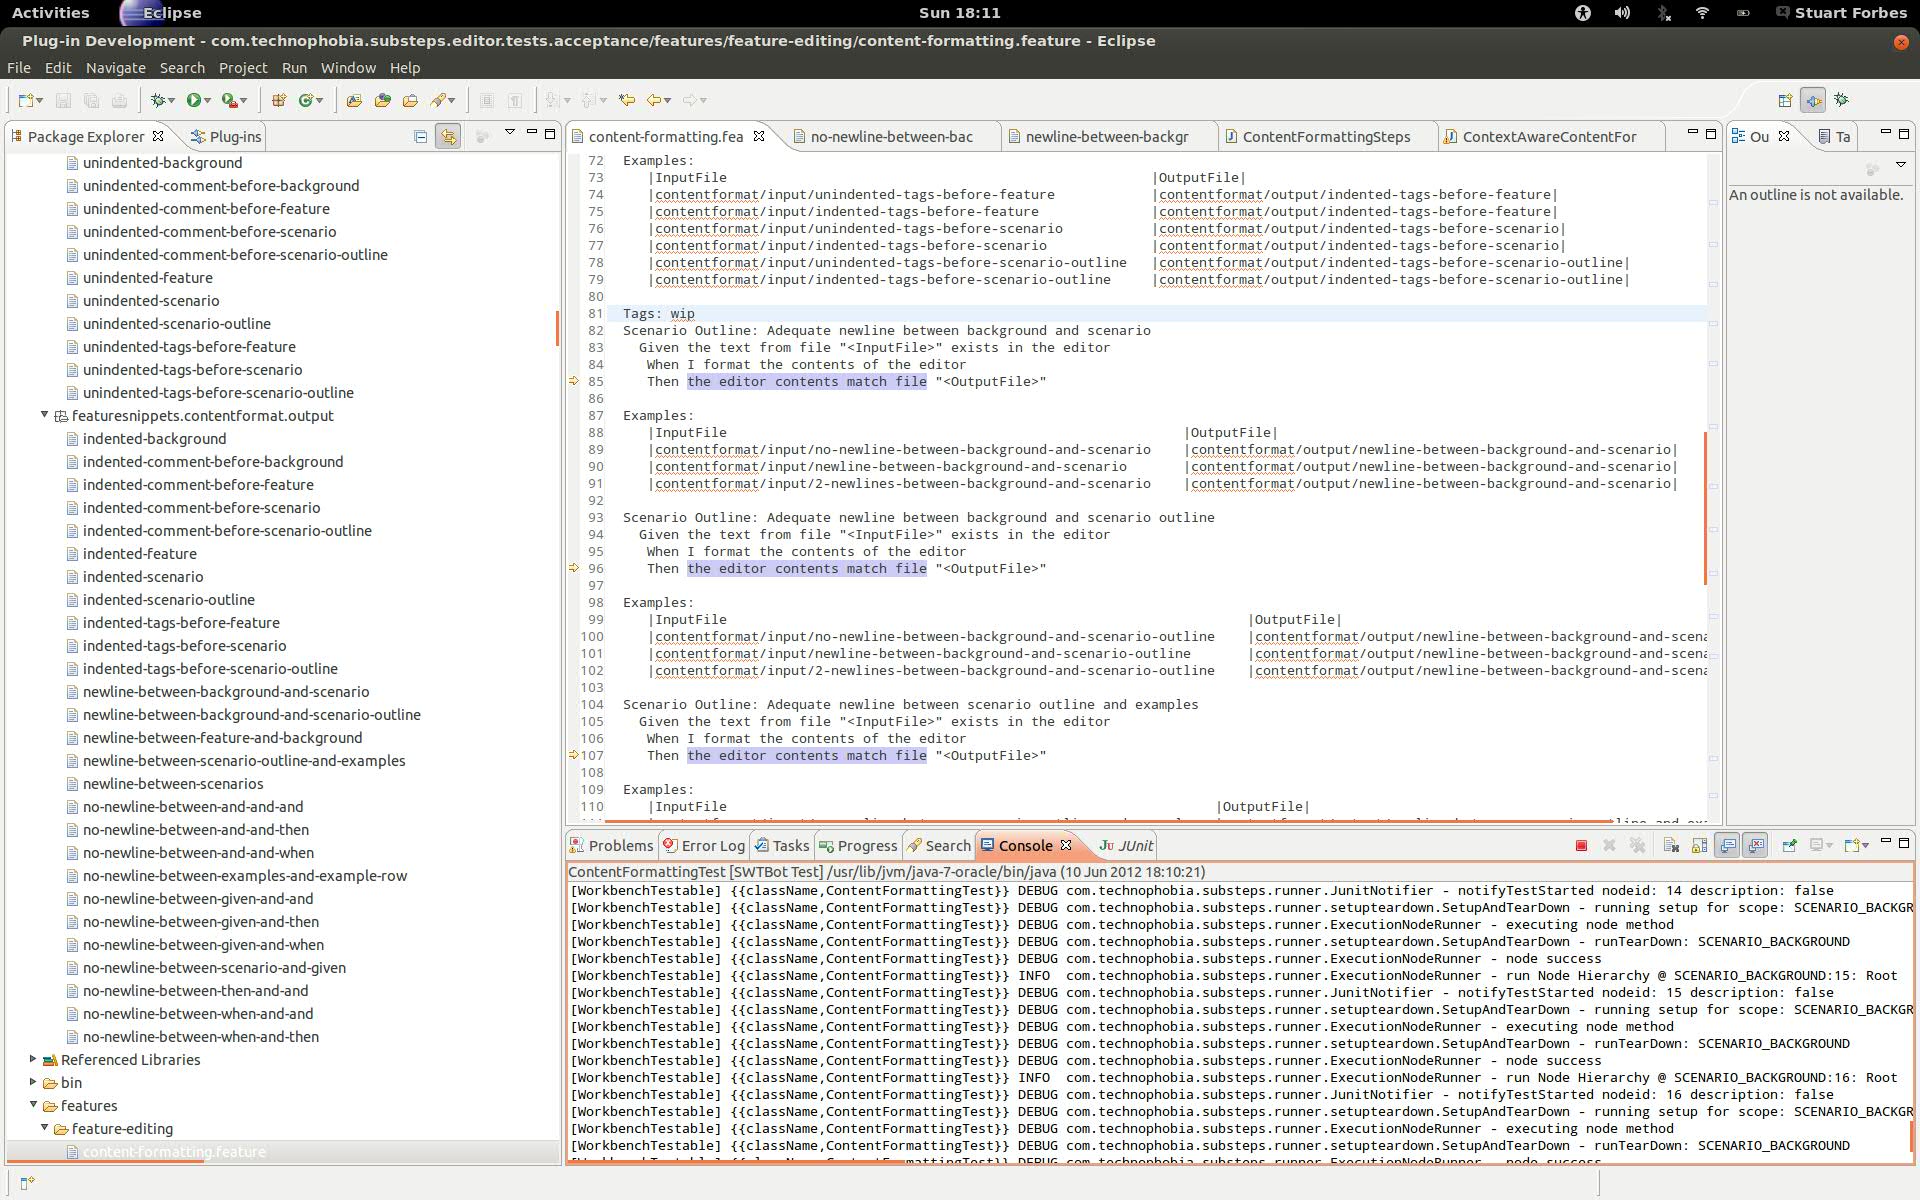 Activities Eclipse Sun 18:11 Stuart Forbes
Plug-in Development - com.technophobia.substeps.editor.tests.acceptance/features/feature-editing/content-formatting.feature - Eclipse
File Edit Navigate Search Project Run Window Help
Package Explorer Plug-ins
unindented-background
unindented-comment-before-background
unindented-comment-before-feature
unindented-comment-before-scenario
unindented-comment-before-scenario-outline
unindented-feature
unindented-scenario
unindented-scenario-outline
unindented-tags-before-feature
unindented-tags-before-scenario
unindented-tags-before-scenario-outline
featuresnippets.contentformat.output
indented-background
indented-comment-before-background
indented-comment-before-feature
indented-comment-before-scenario
indented-comment-before-scenario-outline
indented-feature
indented-scenario
indented-scenario-outline
indented-tags-before-feature
indented-tags-before-scenario
indented-tags-before-scenario-outline
newline-between-background-and-scenario
newline-between-background-and-scenario-outline
newline-between-feature-and-background
newline-between-scenario-outline-and-examples
newline-between-scenarios
no-newline-between-and-and-and
no-newline-between-and-and-then
no-newline-between-and-and-when
no-newline-between-examples-and-example-row
no-newline-between-given-and-and
no-newline-between-given-and-then
no-newline-between-given-and-when
no-newline-between-scenario-and-given
no-newline-between-then-and-and
no-newline-between-when-and-and
no-newline-between-when-and-then
Referenced Libraries
bin
features
feature-editing
content-formatting.feature
content-formatting.fea no-newline-between-bac newline-between-backgr ContentFormattingSteps ContextAwareContentFor
72 Examples:
73 |InputFile |OutputFile|
74 |contentformat/input/unindented-tags-before-feature |contentformat/output/indented-tags-before-feature|
75 |contentformat/input/indented-tags-before-feature |contentformat/output/indented-tags-before-feature|
76 |contentformat/input/unindented-tags-before-scenario |contentformat/output/indented-tags-before-scenario|
77 |contentformat/input/indented-tags-before-scenario |contentformat/output/indented-tags-before-scenario|
78 |contentformat/input/unindented-tags-before-scenario-outline |contentformat/output/indented-tags-before-scenario-outline|
79 |contentformat/input/indented-tags-before-scenario-outline |contentformat/output/indented-tags-before-scenario-outline|
80
81 Tags: wip
82 Scenario Outline: Adequate newline between background and scenario
83 Given the text from file "<InputFile>" exists in the editor
84 When I format the contents of the editor
85 Then the editor contents match file "<OutputFile>"
86
87 Examples:
88 |InputFile |OutputFile|
89 |contentformat/input/no-newline-between-background-and-scenario |contentformat/output/newline-between-background-and-scenario|
90 |contentformat/input/newline-between-background-and-scenario |contentformat/output/newline-between-background-and-scenario|
91 |contentformat/input/2-newlines-between-background-and-scenario |contentformat/output/newline-between-background-and-scenario|
92
93 Scenario Outline: Adequate newline between background and scenario outline
94 Given the text from file "<InputFile>" exists in the editor
95 When I format the contents of the editor
96 Then the editor contents match file "<OutputFile>"
97
98 Examples:
99 |InputFile |OutputFile|
100 |contentformat/input/no-newline-between-background-and-scenario-outline |contentformat/output/newline-between-background-and-scena
101 |contentformat/input/newline-between-background-and-scenario-outline |contentformat/output/newline-between-background-and-scena
102 |contentformat/input/2-newlines-between-background-and-scenario-outline |contentformat/output/newline-between-background-and-scena
103
104 Scenario Outline: Adequate newline between scenario outline and examples
105 Given the text from file "<InputFile>" exists in the editor
106 When I format the contents of the editor
107 Then the editor contents match file "<OutputFile>"
108
109 Examples:
110 |InputFile |OutputFile|
Ou Ta
An outline is not available.
Problems Error Log Tasks Progress Search Console JUnit
ContentFormattingTest [SWTBot Test] /usr/lib/jvm/java-7-oracle/bin/java (10 Jun 2012 18:10:21)
[WorkbenchTestable] {{className,ContentFormattingTest}} DEBUG com.technophobia.substeps.runner.JunitNotifier - notifyTestStarted nodeid: 14 description: false
[WorkbenchTestable] {{className,ContentFormattingTest}} DEBUG com.technophobia.substeps.runner.setupteardown.SetupAndTearDown - running setup for scope: SCENARIO_BACKGR
[WorkbenchTestable] {{className,ContentFormattingTest}} DEBUG com.technophobia.substeps.runner.ExecutionNodeRunner - executing node method
[WorkbenchTestable] {{className,ContentFormattingTest}} DEBUG com.technophobia.substeps.runner.setupteardown.SetupAndTearDown - runTearDown: SCENARIO_BACKGROUND
[WorkbenchTestable] {{className,ContentFormattingTest}} DEBUG com.technophobia.substeps.runner.ExecutionNodeRunner - node success
[WorkbenchTestable] {{className,ContentFormattingTest}} INFO com.technophobia.substeps.runner.ExecutionNodeRunner - run Node Hierarchy @ SCENARIO_BACKGROUND:15: Root
[WorkbenchTestable] {{className,ContentFormattingTest}} DEBUG com.technophobia.substeps.runner.JunitNotifier - notifyTestStarted nodeid: 15 description: false
[WorkbenchTestable] {{className,ContentFormattingTest}} DEBUG com.technophobia.substeps.runner.setupteardown.SetupAndTearDown - running setup for scope: SCENARIO_BACKGR
[WorkbenchTestable] {{className,ContentFormattingTest}} DEBUG com.technophobia.substeps.runner.ExecutionNodeRunner - executing node method
[WorkbenchTestable] {{className,ContentFormattingTest}} DEBUG com.technophobia.substeps.runner.setupteardown.SetupAndTearDown - runTearDown: SCENARIO_BACKGROUND
[WorkbenchTestable] {{className,ContentFormattingTest}} DEBUG com.technophobia.substeps.runner.ExecutionNodeRunner - node success
[WorkbenchTestable] {{className,ContentFormattingTest}} INFO com.technophobia.substeps.runner.ExecutionNodeRunner - run Node Hierarchy @ SCENARIO_BACKGROUND:16: Root
[WorkbenchTestable] {{className,ContentFormattingTest}} DEBUG com.technophobia.substeps.runner.JunitNotifier - notifyTestStarted nodeid: 16 description: false
[WorkbenchTestable] {{className,ContentFormattingTest}} DEBUG com.technophobia.substeps.runner.setupteardown.SetupAndTearDown - running setup for scope: SCENARIO_BACKGR
[WorkbenchTestable] {{className,ContentFormattingTest}} DEBUG com.technophobia.substeps.runner.ExecutionNodeRunner - executing node method
[WorkbenchTestable] {{className,ContentFormattingTest}} DEBUG com.technophobia.substeps.runner.setupteardown.SetupAndTearDown - runTearDown: SCENARIO_BACKGROUND